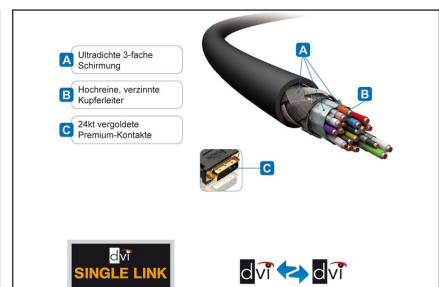 A Ultradichte 3-fache
Schirmung
B Hochreine, verzinnte
Kupferleiter
C 24kt vergoldete
Premium-Kontakte
A
B
C
dvi
SINGLE LINK
dvi dvi